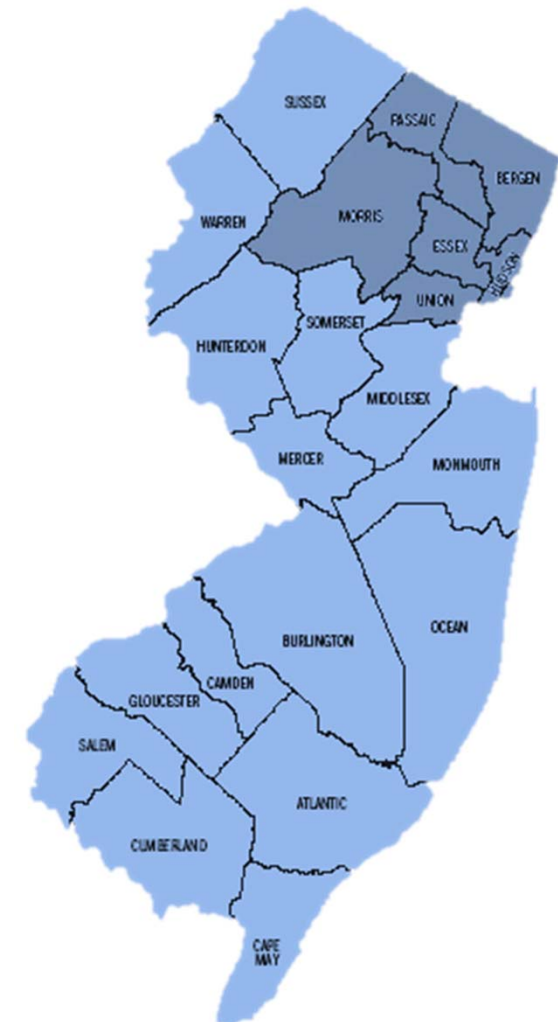 SUSSEX
PASSAIC
BERGEN
WARREN
MORRIS
ESSEX
HUDSON
UNION
SOMERSET
HUNTERDON
MIDDLESEX
MERCER
MONMOUTH
OCEAN
BURLINGTON
CAMDEN
GLOUCESTER
SALEM
ATLANTIC
CUMBERLAND
CAPE
MAY